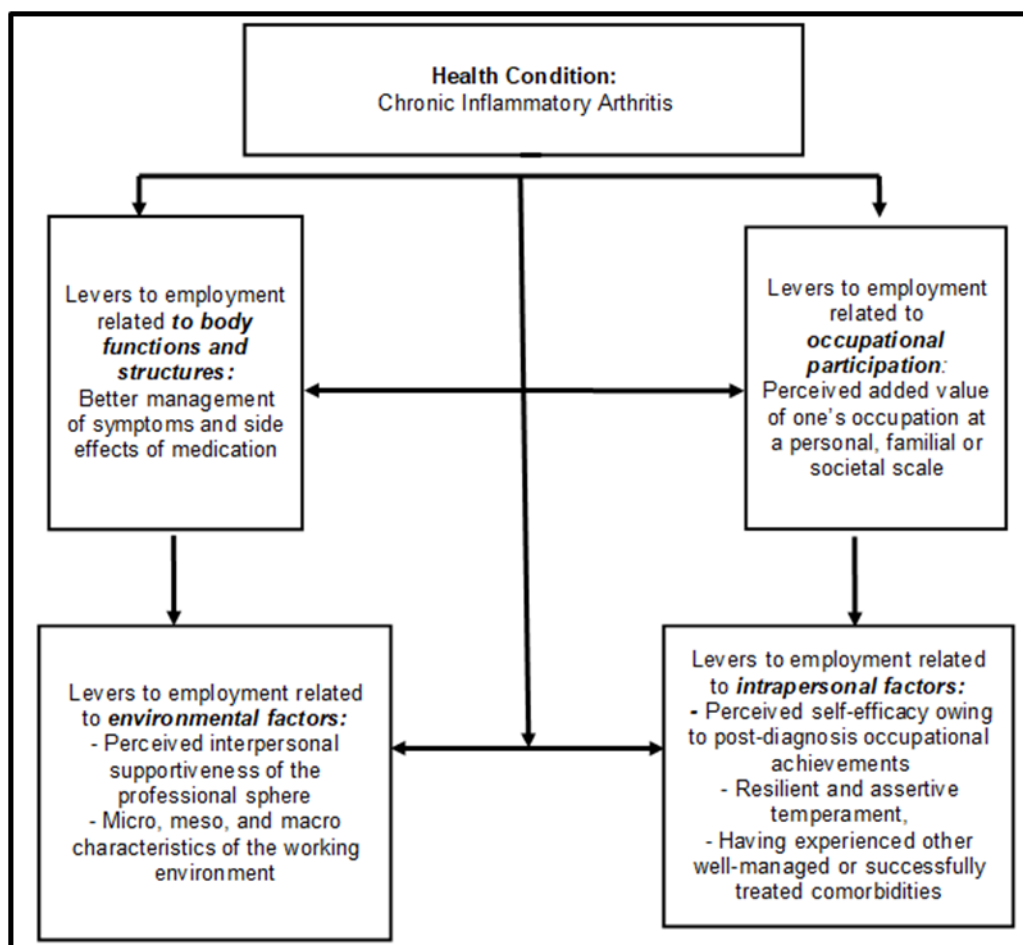 Health Condition:
Chronic Inflammatory Arthritis
Levers to employment
related to body
functions and
structures:
Better management
of symptoms and side
effects of medication
Levers to employment
related to
occupational
participation:
Perceived added value
of one's occupation at
a personal, familial or
societal scale
Levers to employment related
to environmental factors:
- Perceived interpersonal
supportiveness of the
professional sphere
- Micro, meso, and macro
characteristics of the working
environment
Levers to employment related
to intrapersonal factors:
- Perceived self-efficacy owing
to post-diagnosis occupational
achievements
- Resilient and assertive
temperament,
- Having experienced other
well-managed or successfully
treated comorbidities